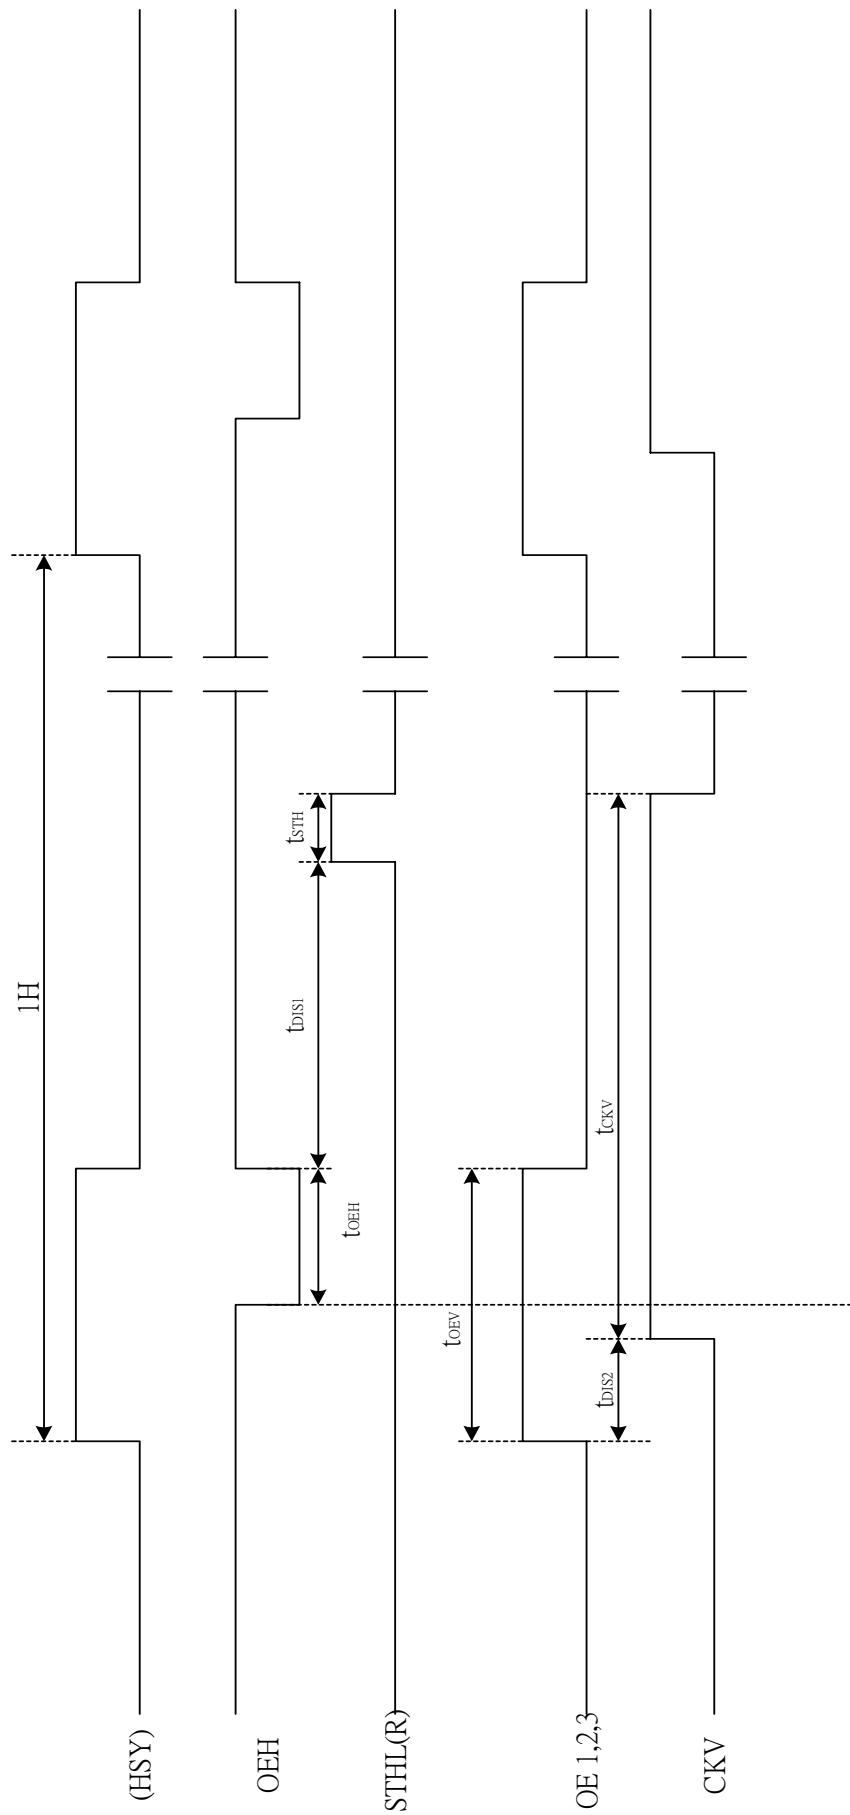 1H
(HSY)
OEH
tOEH
tDIS1
tSTH
STHL(R)
tOEV
OE 1,2,3
tDIS2
tCKV
CKV